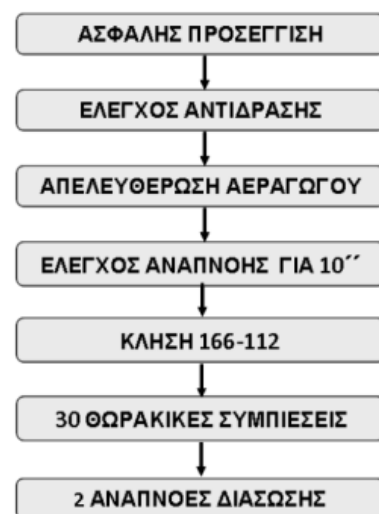 ΑΣΦΑΛΗΣ ΠΡΟΣΕΓΓΙΣΗ
ΕΛΕΓΧΟΣ ΑΝΤΙΔΡΑΣΗΣ
ΑΠΕΛΕΥΘΕΡΩΣΗ ΑΕΡΑΓΩΓΟΥ
ΕΛΕΓΧΟΣ ΑΝΑΠΝΟΗΣ ΓΙΑ 10΄΄
ΚΛΗΣΗ 166-112
30 ΘΩΡΑΚΙΚΕΣ ΣΥΜΠΙΕΣΕΙΣ
2 ΑΝΑΠΝΟΕΣ ΔΙΑΣΩΣΗΣ